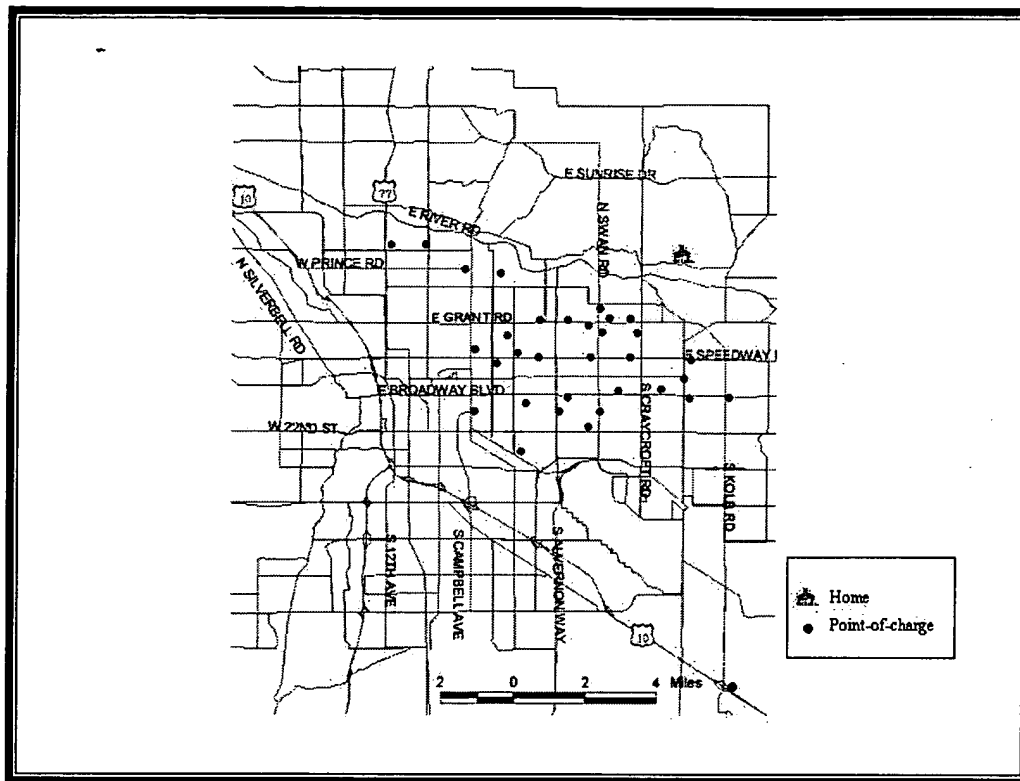 E SUNRISE DR
10
77
N SWAN RD
E RIVER RD
W PRINCE RD
N SILVERBELL RD
E GRANT RD
E SPEEDWAY
E BROADWAY BLVD
S CRAYCROFT RD
W 22ND ST
S KOLB RD
S 12TH AVE
S CAMPBELL AVE
S ALVERNON WAY
10
2 0 2 4 Miles
Home
Point-of-charge